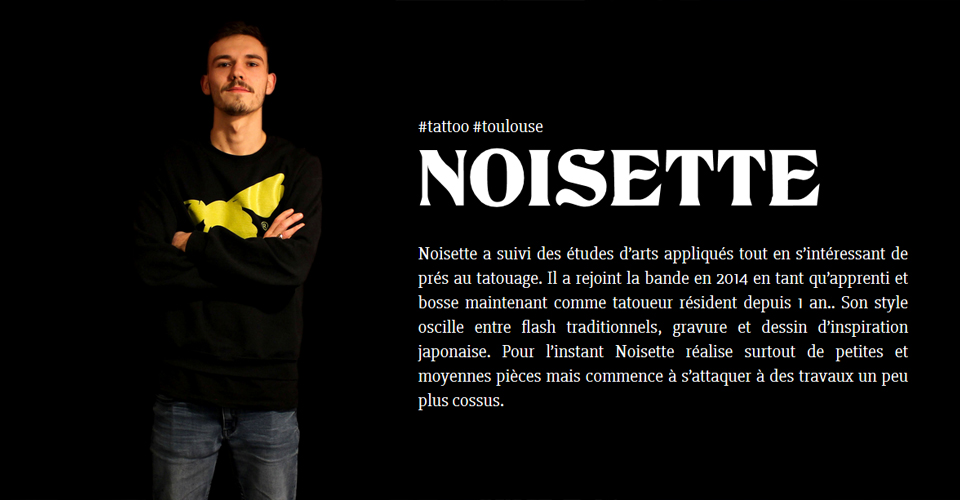 #tattoo #toulouse
NOISETTE
Noisette a suivi des études d’arts appliqués tout en s’intéressant de
prés au tatouage. Il a rejoint la bande en 2014 en tant qu’apprenti et
bosse maintenant comme tatoueur résident depuis 1 an.. Son style
oscille entre flash traditionnels, gravure et dessin d’inspiration
japonaise. Pour l’instant Noisette réalise surtout de petites et
moyennes pièces mais commence à s’attaquer à des travaux un peu
plus cossus.